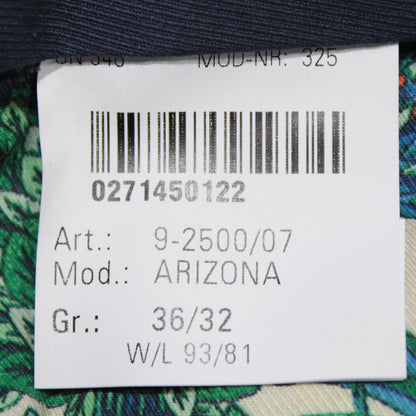 MOD-NR: 325
0271450122
Art.: 9-2500/07
Mod.: ARIZONA
Gr.: 36/32
W/L 93/81